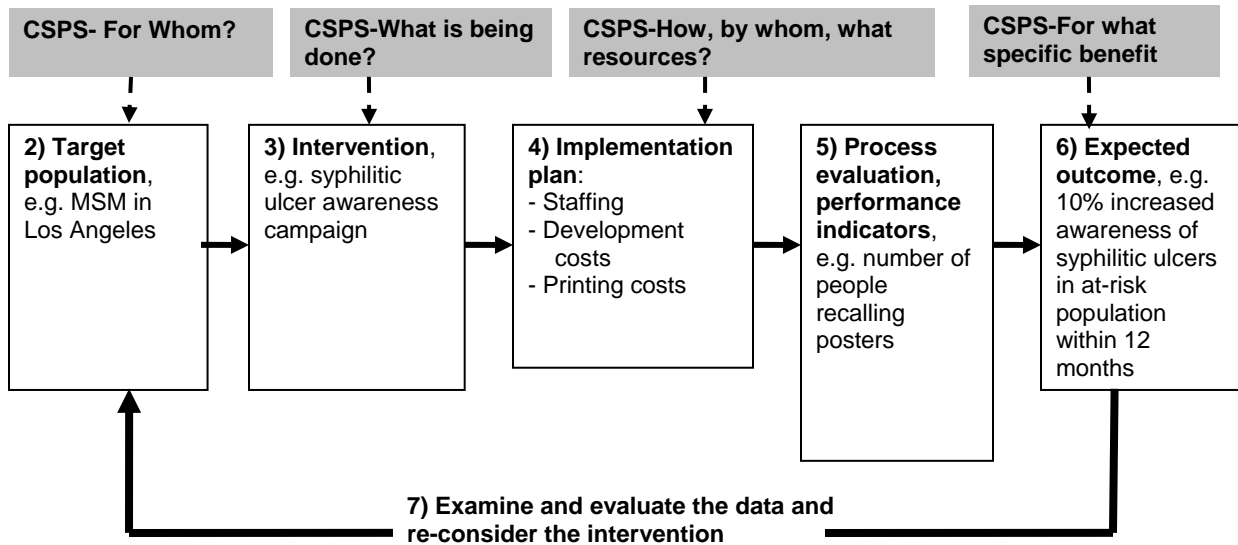 CSPS- For Whom?
CSPS-What is being
done?
CSPS-How, by whom, what
resources?
CSPS-For what
specific benefit
2) Target
population,
e.g. MSM in
Los Angeles
3) Intervention,
e.g. syphilitic
ulcer awareness
campaign
4) Implementation
plan:
- Staffing
- Development
costs
- Printing costs
5) Process
evaluation,
performance
indicators,
e.g. number of
people
recalling
posters
6) Expected
outcome, e.g.
10% increased
awareness of
syphilitic ulcers
in at-risk
population
within 12
months
7) Examine and evaluate the data and
re-consider the intervention